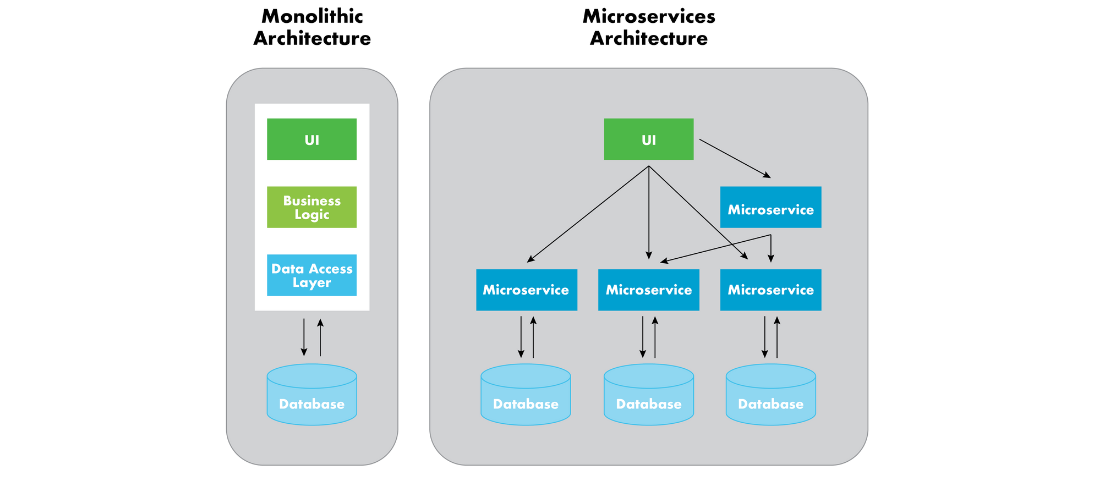 Monolithic
Architecture
UI
Business
Logic
Data Access
Layer
Database
Microservices
Architecture
UI
Microservice
Microservice
Microservice
Microservice
Database
Database
Database